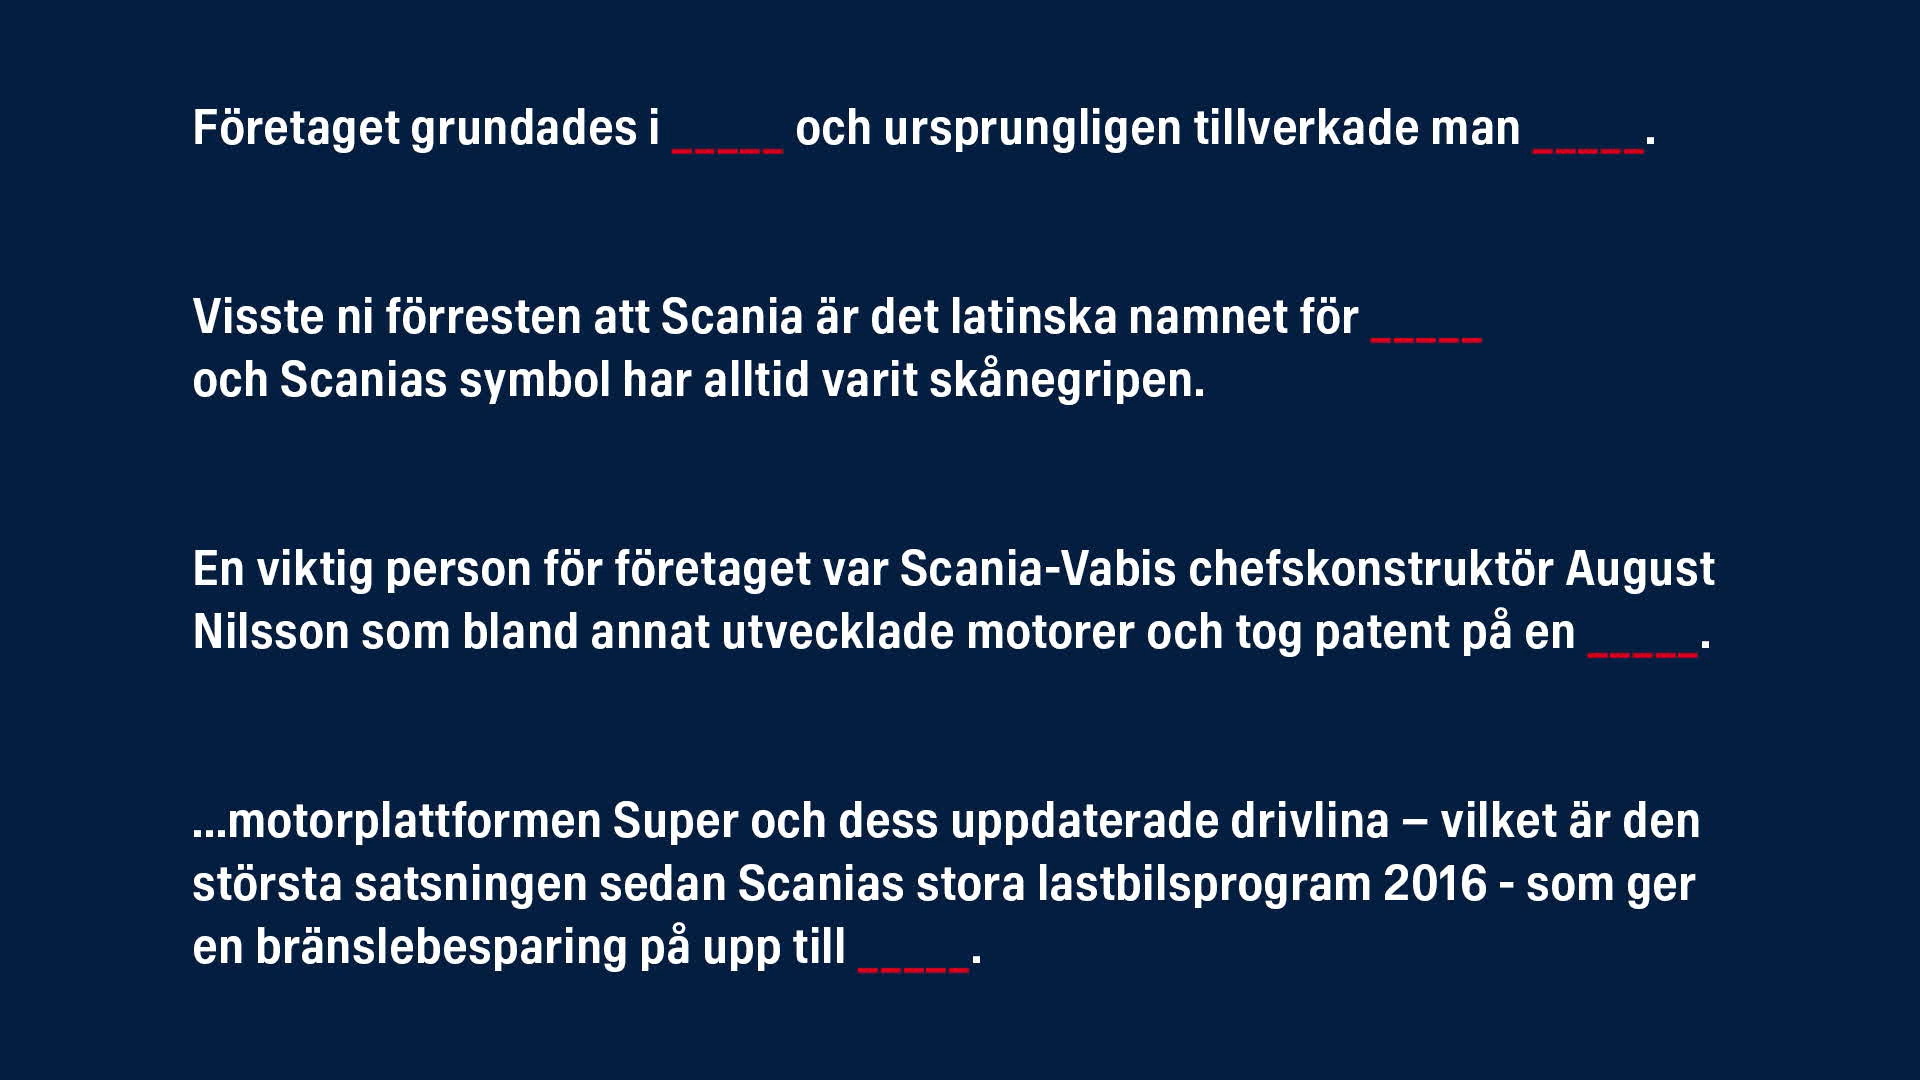 Företaget grundades i _____ och ursprungligen tillverkade man _____.
Visste ni förresten att Scania är det latinska namnet för _____
och Scanias symbol har alltid varit skånegripen.
En viktig person för företaget var Scania-Vabis chefskonstruktör August
Nilsson som bland annat utvecklade motorer och tog patent på en _____.
...motorplattformen Super och dess uppdaterade drivlina – vilket är den
största satsningen sedan Scanias stora lastbilsprogram 2016 - som ger
en bränslebesparing på upp till _____.